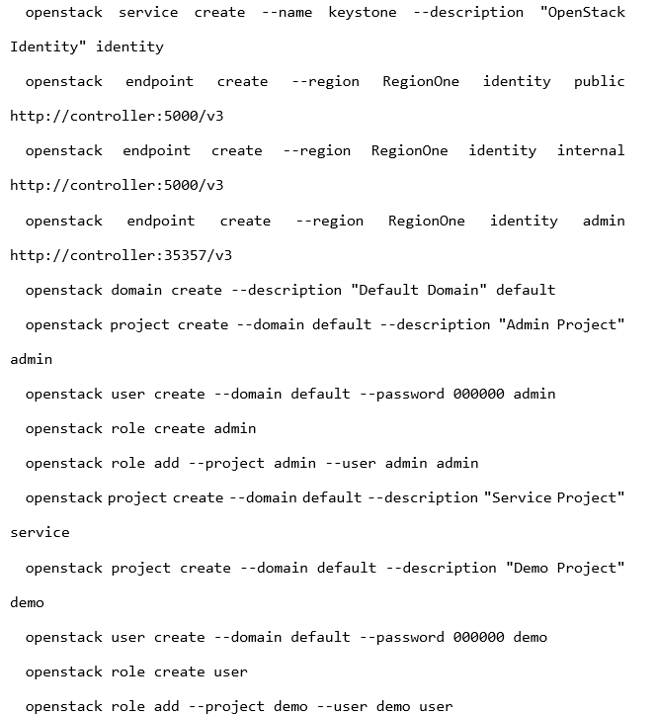 openstack service create --name keystone --description "OpenStack
Identity" identity
openstack endpoint create --region RegionOne identity public
http://controller:5000/v3
openstack endpoint create --region RegionOne identity internal
http://controller:5000/v3
openstack endpoint create --region RegionOne identity admin
http://controller:35357/v3
openstack domain create --description "Default Domain" default
openstack project create --domain default --description "Admin Project"
admin
openstack user create --domain default --password 000000 admin
openstack role create admin
openstack role add --project admin --user admin admin
openstack project create --domain default --description "Service Project"
service
openstack project create --domain default --description "Demo Project"
demo
openstack user create --domain default --password 000000 demo
openstack role create user
openstack role add --project demo --user demo user